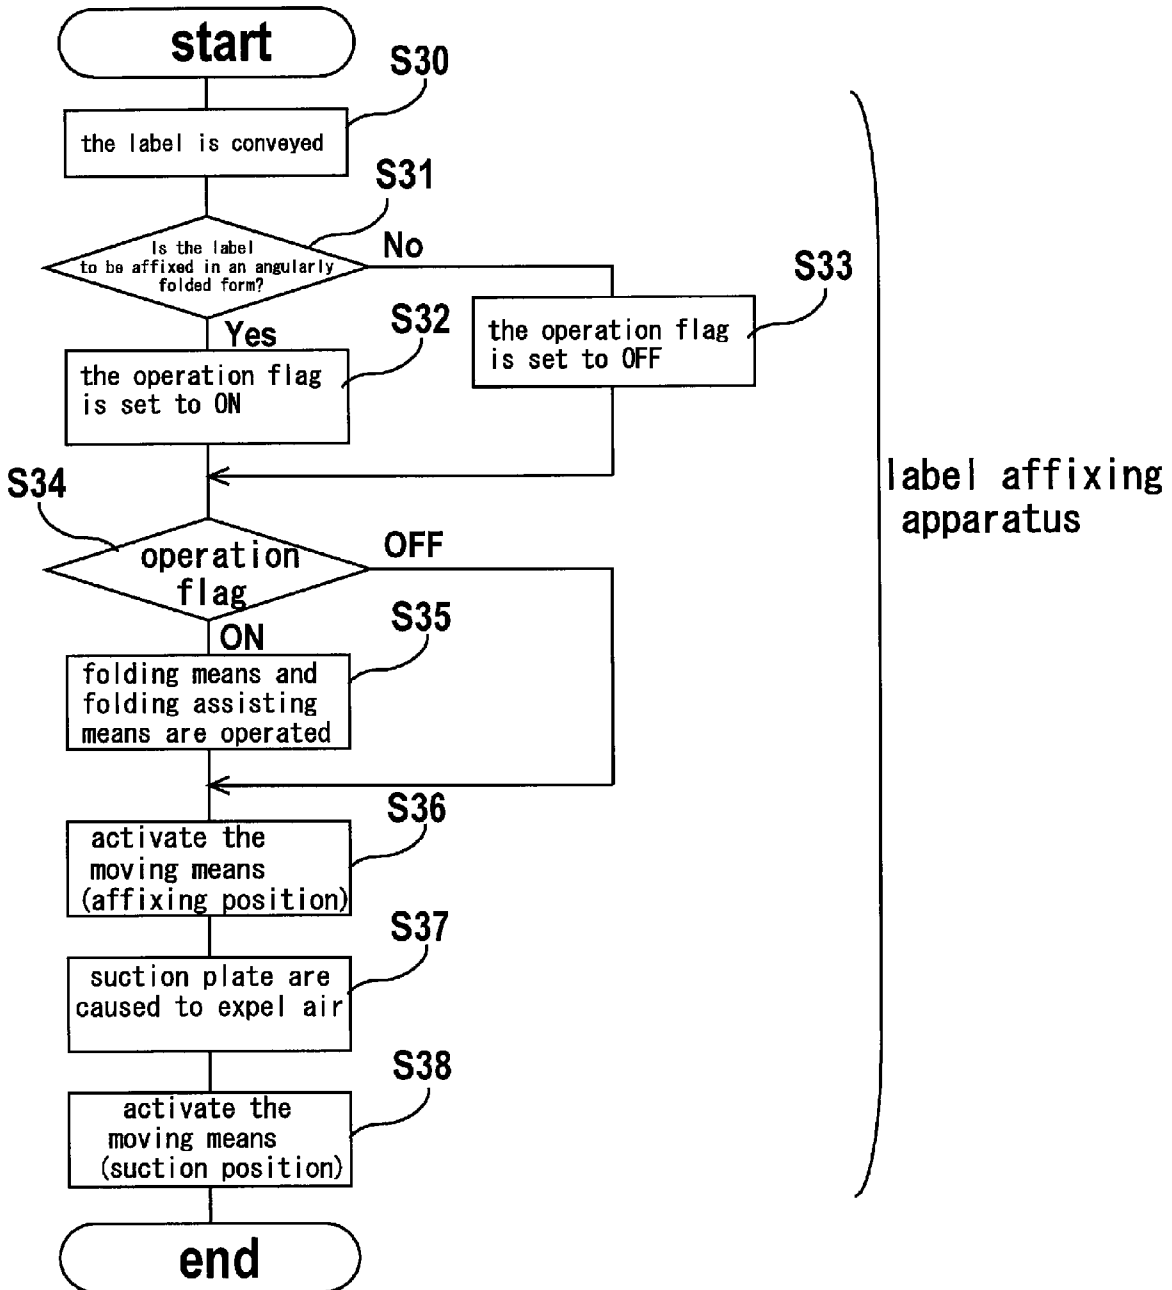 start
S30
the label is conveyed
S31
Is the label
to be affixed in an angularly
folded form?
No
Yes
S32
the operation flag
is set to ON
S33
the operation flag
is set to OFF
S34
operation
flag
OFF
ON
S35
folding means and
folding assisting
means are operated
S36
activate the
moving means
(affixing position)
S37
suction plate are
caused to expel air
S38
activate the
moving means
(suction position)
end
label affixing
apparatus